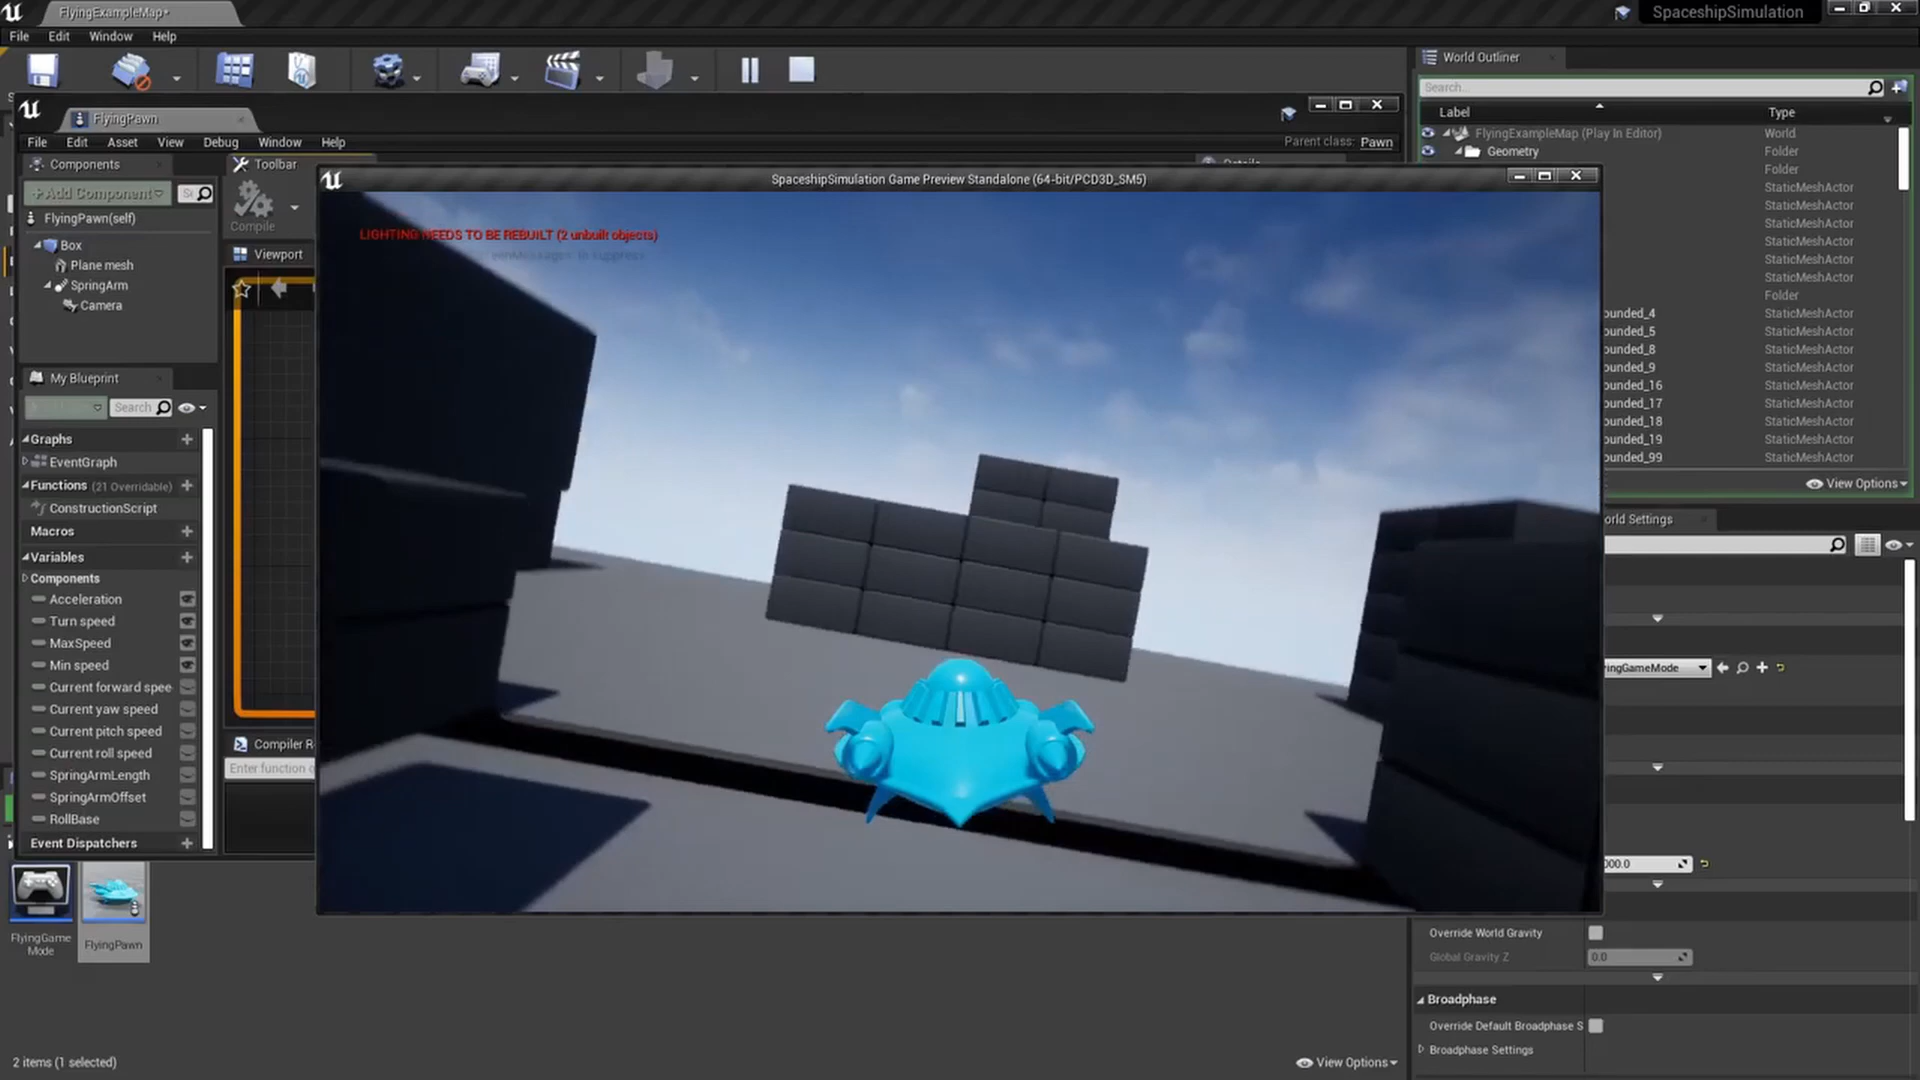 FlyingExampleMap*
SpaceshipSimulation
File Edit Window Help
World Outliner
Search...
Label Type
FlyingExampleMap (Play In Editor) World
Geometry Folder
Folder
StaticMeshActor
StaticMeshActor
StaticMeshActor
StaticMeshActor
StaticMeshActor
StaticMeshActor
Folder
ounded_4 StaticMeshActor
ounded_5 StaticMeshActor
ounded_8 StaticMeshActor
ounded_9 StaticMeshActor
ounded_16 StaticMeshActor
ounded_17 StaticMeshActor
ounded_18 StaticMeshActor
ounded_19 StaticMeshActor
ounded_99 StaticMeshActor
View Options
FlyingPawn
File Edit Asset View Debug Window Help
Parent class: Pawn
Components
Toolbar
Details
+Add Component
FlyingPawn(self)
Compile
Box
Plane mesh
SpringArm
Camera
Viewport
SpaceshipSimulation Game Preview Standalone (64-bit/PCD3D_SM5)
LIGHTING NEEDS TO BE REBUILT (2 unbuilt objects)
My Blueprint
Search
Graphs
EventGraph
Functions (21 Overridable)
ConstructionScript
Macros
Variables
Components
Acceleration
Turn speed
MaxSpeed
Min speed
Current forward spee
Current yaw speed
Current pitch speed
Current roll speed
SpringArmLength
SpringArmOffset
RollBase
Event Dispatchers
Compiler R
Enter function
orld Settings
yingGameMode
000.0
Override World Gravity
Global Gravity Z 0.0
Broadphase
Override Default Broadphase S
Broadphase Settings
FlyingGame
Mode
FlyingPawn
2 items (1 selected)
View Options